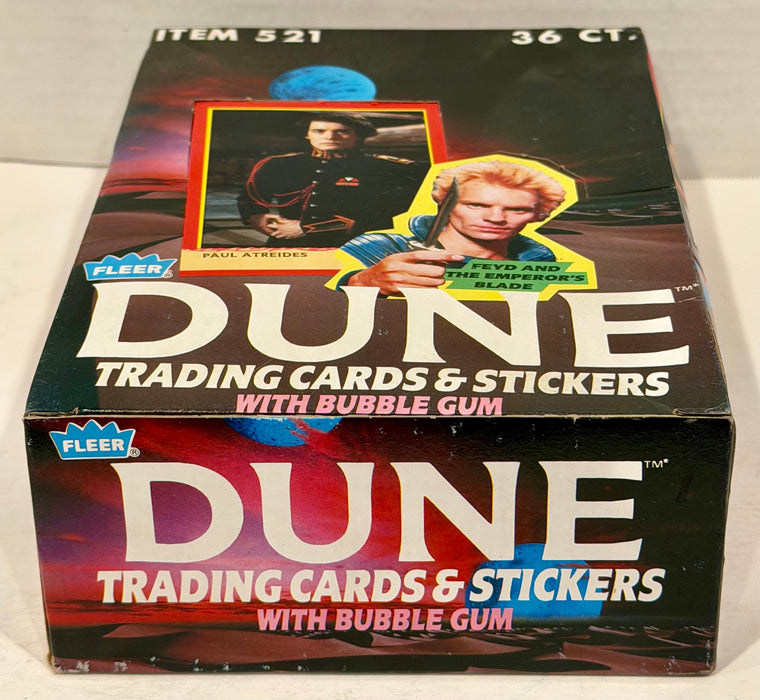 ITEM 521
36 CT.
PAUL ATREIDES
FEYD AND
THE EMPEROR'S
BLADE
FLEER®
DUNE™*
TRADING CARDS & STICKERS
WITH BUBBLE GUM
FLEER®
DUNE™*
TRADING CARDS & STICKERS
WITH BUBBLE GUM